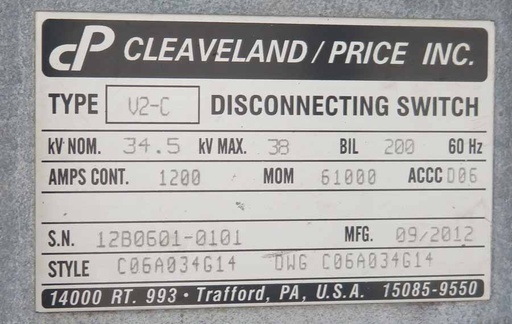 cP CLEAVELAND / PRICE INC.
TYPE V2-C DISCONNECTING SWITCH
kV NOM. 34.5 kV MAX. 38 BIL 200 60 Hz
AMPS CONT. 1200 MOM 61000 ACCC D06
S.N. 12B0601-0101 MFG. 09/2012
STYLE C06A034G14 DWG C06A034G14
14000 RT. 993 · Trafford, PA, U.S.A. 15085-9550